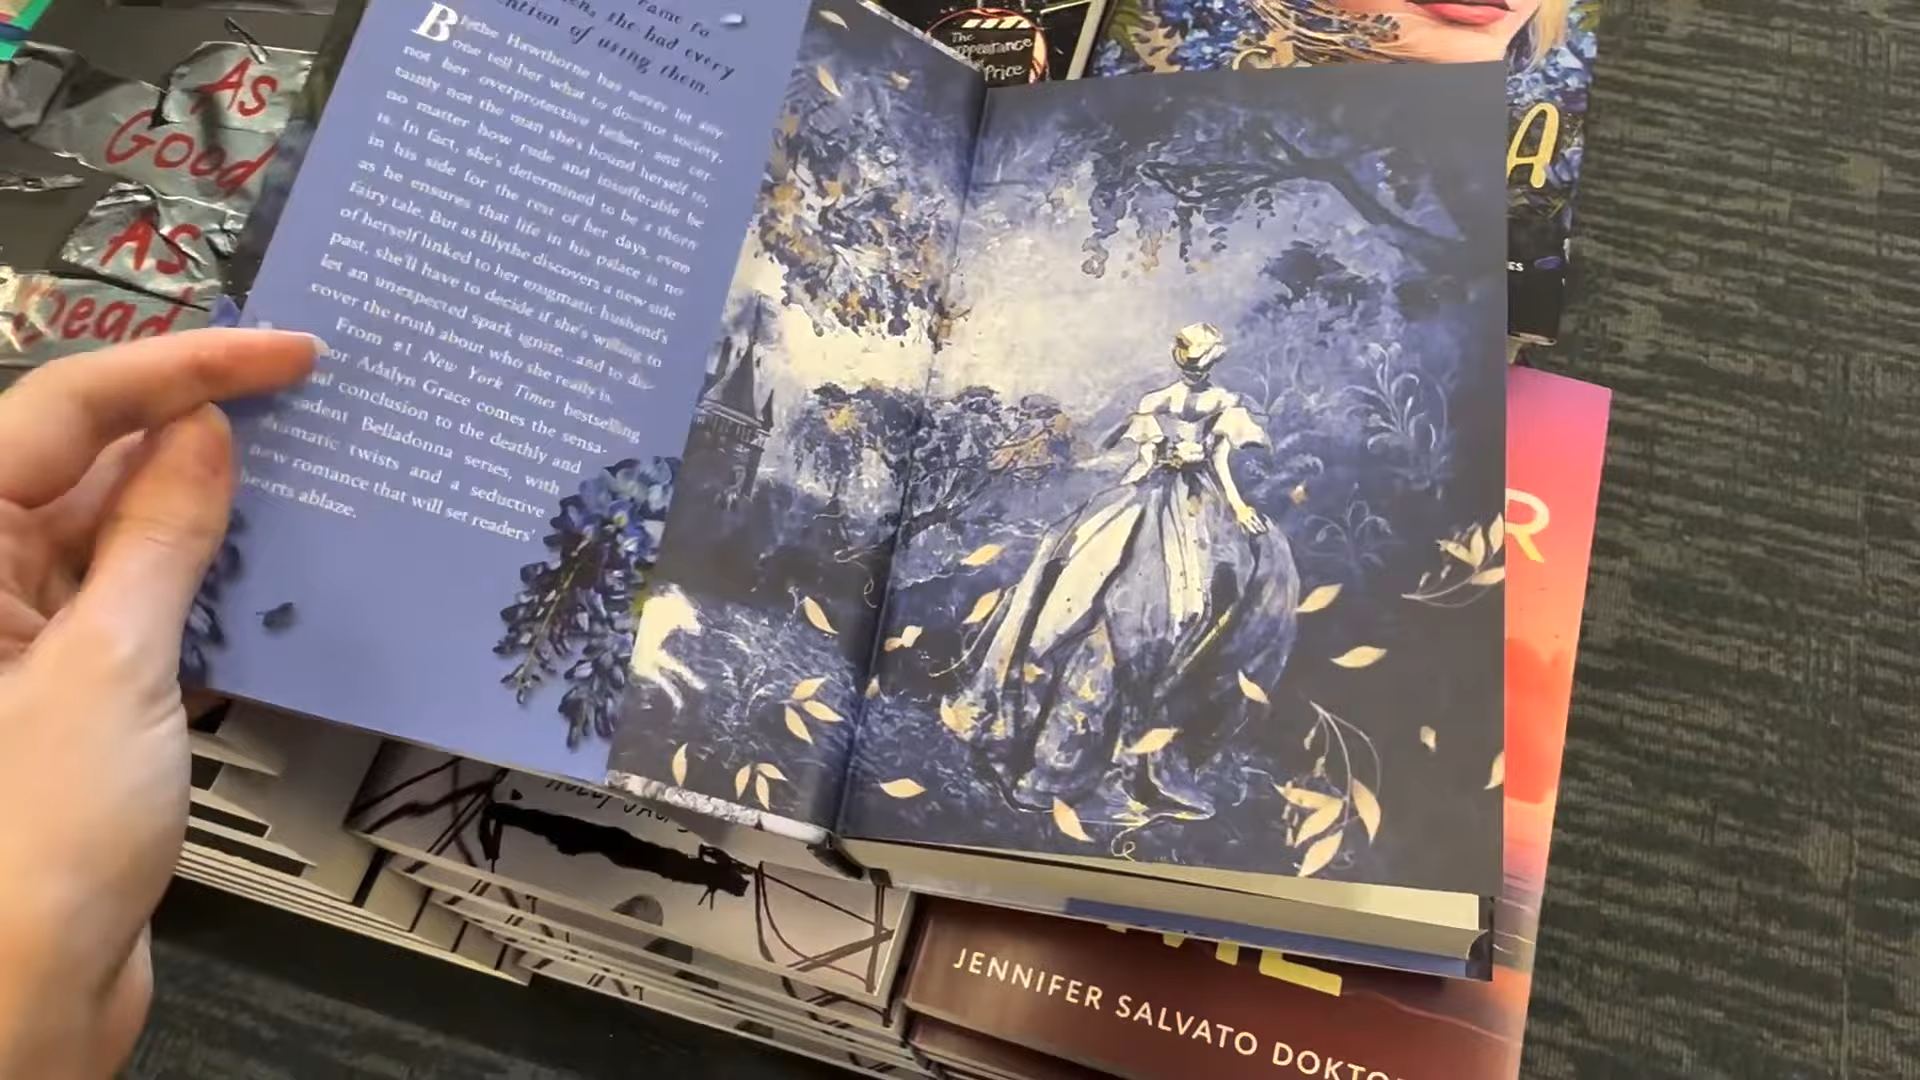 came to
she had every
ntion of using them.
Blythe Hawthorne has never let any
one tell her what to do—not society,
not her overprotective father, and cer-
tainly not the man she's bound herself to,
no matter how rude and insufferable he
is. In fact, she's determined to be a thorn
in his side for the rest of her days, even
as he ensures that life in his palace is no
fairy tale. But as Blythe discovers a new side
of herself linked to her enigmatic husband's
past, she'll have to decide if she's willing to
let an unexpected spark ignite...and to dis-
cover the truth about who she really is.
From #1 New York Times bestselling
or Adalyn Grace comes the sensa-
al conclusion to the deathly and
adent Belladonna series, with
dramatic twists and a seductive
new romance that will set readers'
hearts ablaze.
As
Good
As
Dead
The
Price
A
ES
R
JENNIFER SALVATO DOKTO